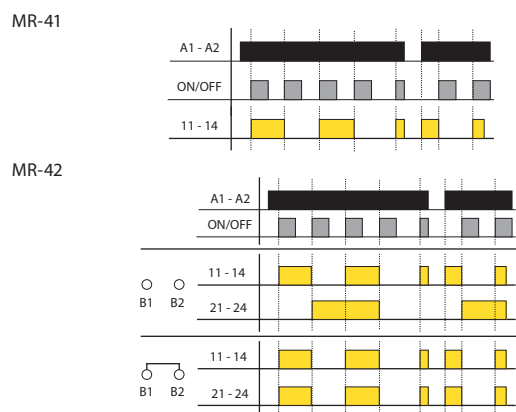 MR-41
A1 - A2
ON/OFF
11 - 14
MR-42
A1 - A2
ON/OFF
11 - 14
B1 B2
21 - 24
11 - 14
B1 B2
21 - 24